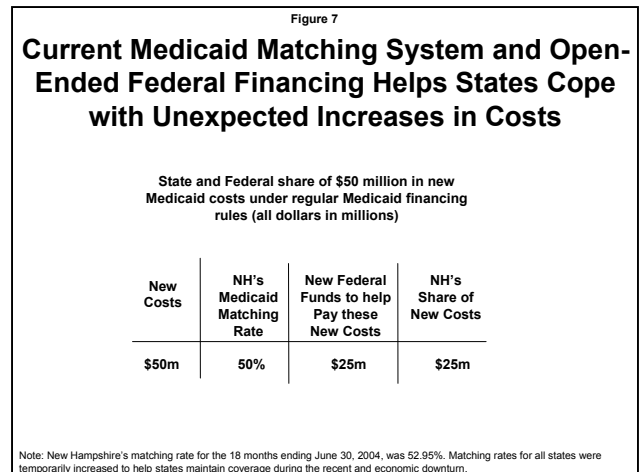 Figure 7
Current Medicaid Matching System and Open-
Ended Federal Financing Helps States Cope
with Unexpected Increases in Costs
State and Federal share of $50 million in new
Medicaid costs under regular Medicaid financing
rules (all dollars in millions)
New
Costs
NH's
Medicaid
Matching
Rate
New Federal
Funds to help
Pay these
New Costs
NH's
Share of
New Costs
$50m 50% $25m $25m
Note: New Hampshire's matching rate for the 18 months ending June 30, 2004, was 52.95%. Matching rates for all states were
temporarily increased to help states maintain coverage during the recent and economic downturn.